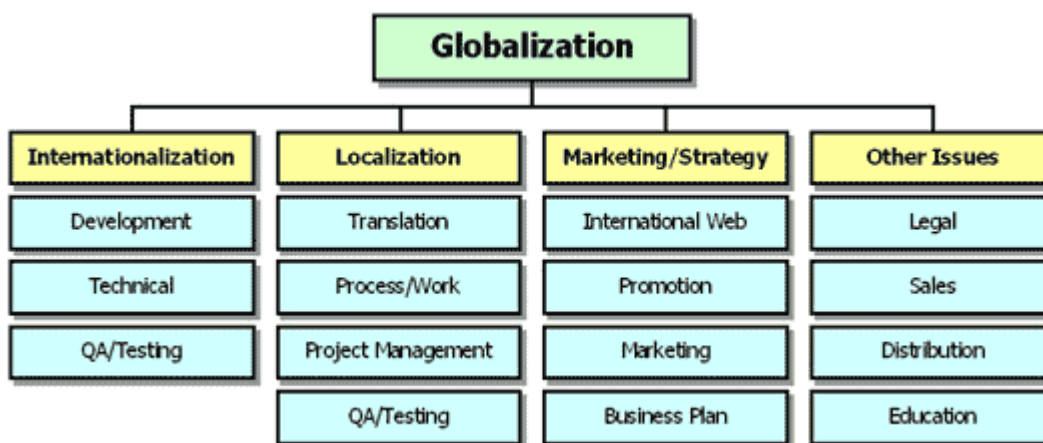 Globalization
Internationalization
Development
Technical
QA/Testing
Localization
Translation
Process/Work
Project Management
QA/Testing
Marketing/Strategy
International Web
Promotion
Marketing
Business Plan
Other Issues
Legal
Sales
Distribution
Education